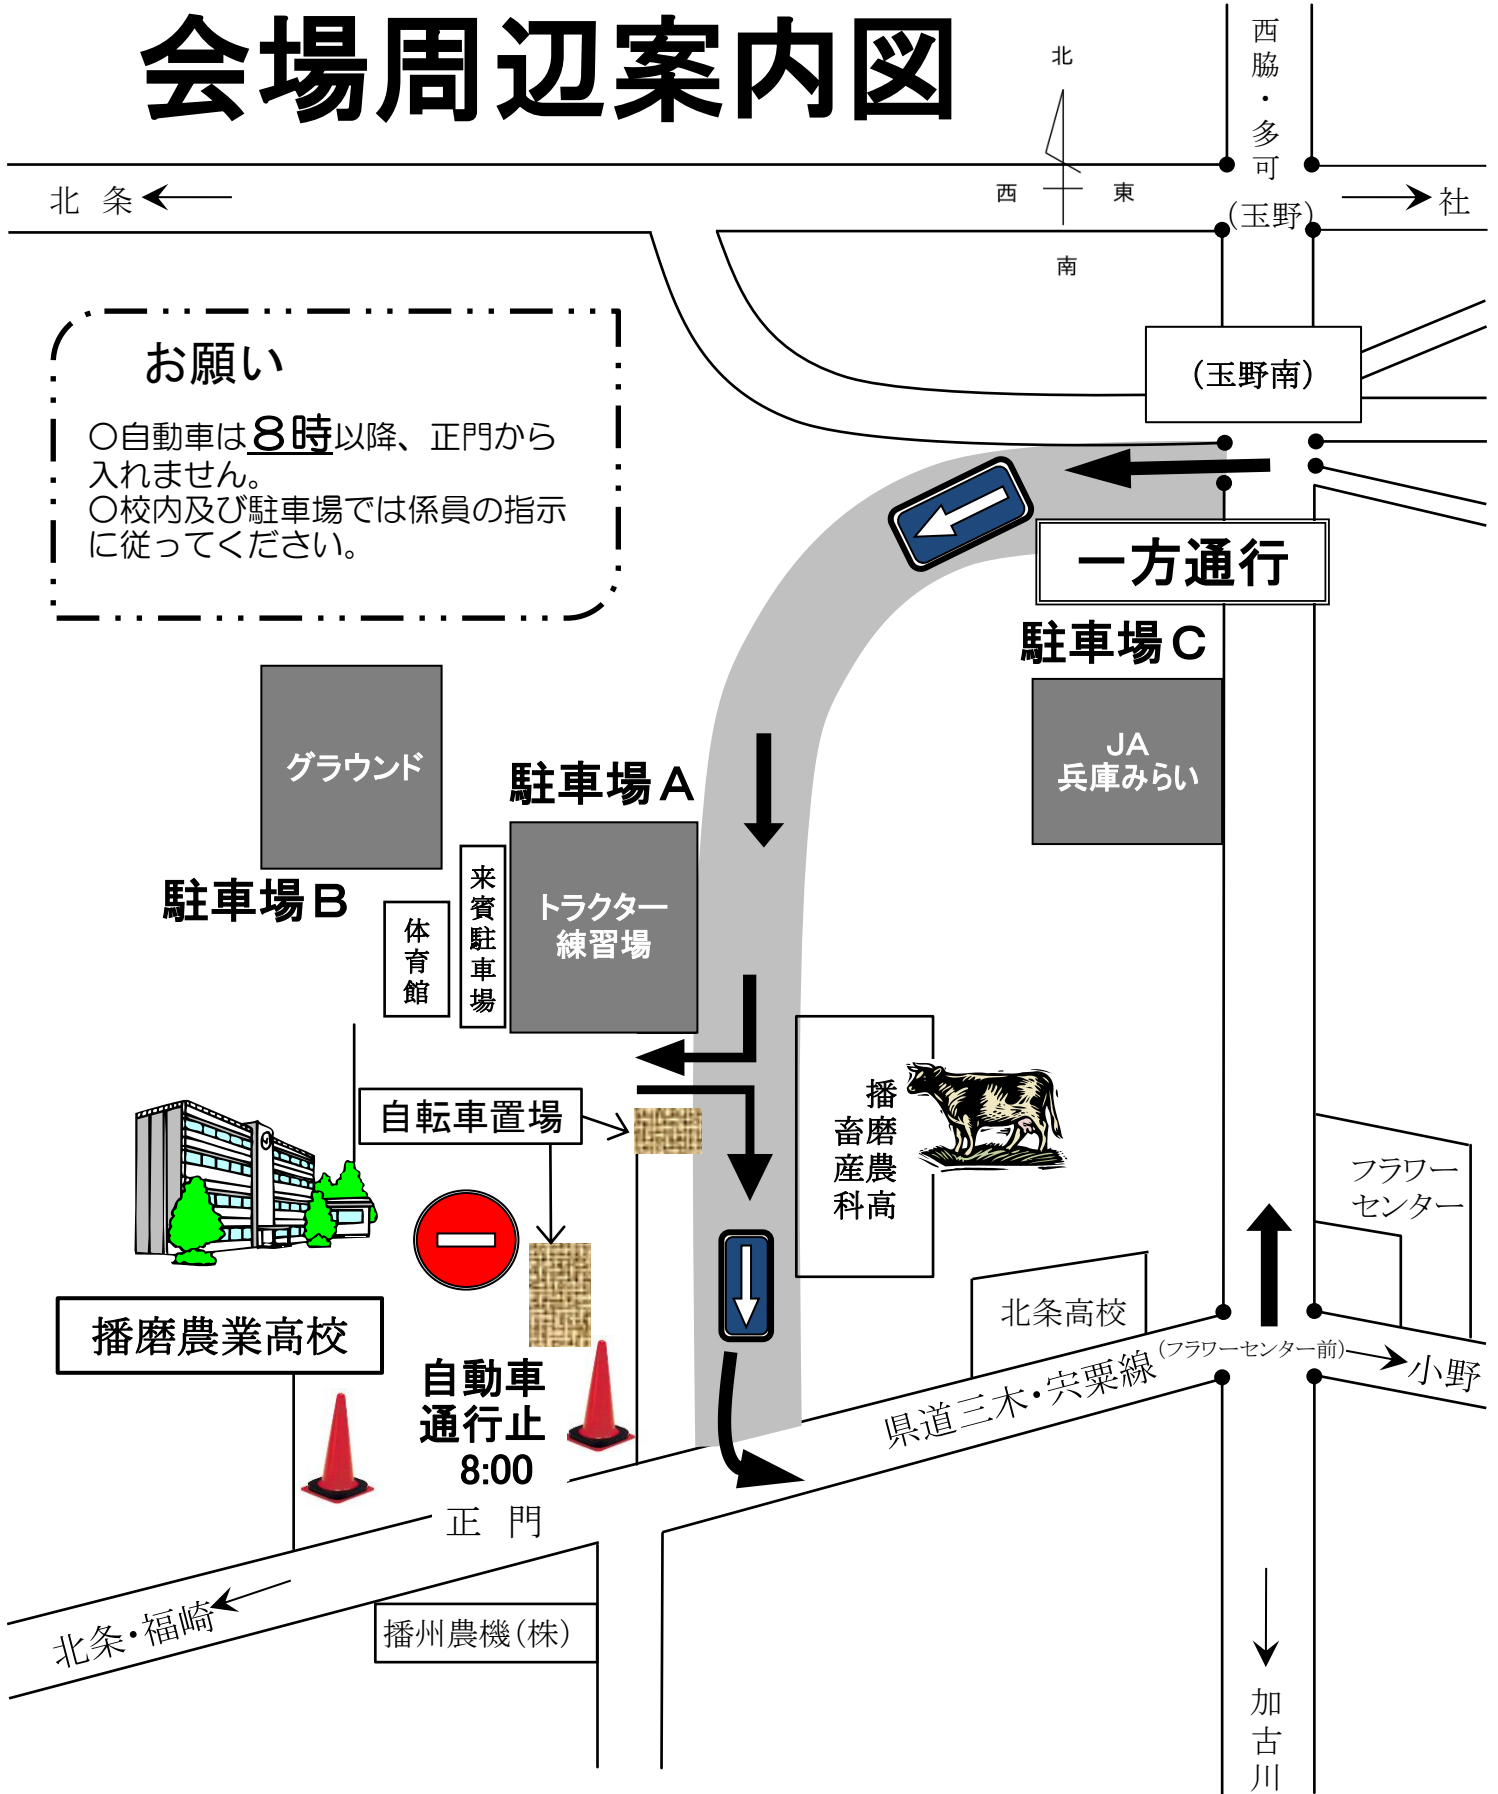 会場周辺案内図
北
西
東
南
西脇・多可
北 条
(玉野)
社
お願い
○自動車は8時以降、正門から
入れません。
○校内及び駐車場では係員の指示
に従ってください。
(玉野南)
一方通行
駐車場C
JA
兵庫みらい
グラウンド
駐車場A
駐車場B
トラクター
練習場
来賓駐車場
体育館
自転車置場
播磨農高
畜産科
フラワー
センター
北条高校
(フラワーセンター前)
小野
県道三木・宍粟線
播磨農業高校
自動車
通行止
8:00
正 門
北条・福崎
播州農機(株)
加古川